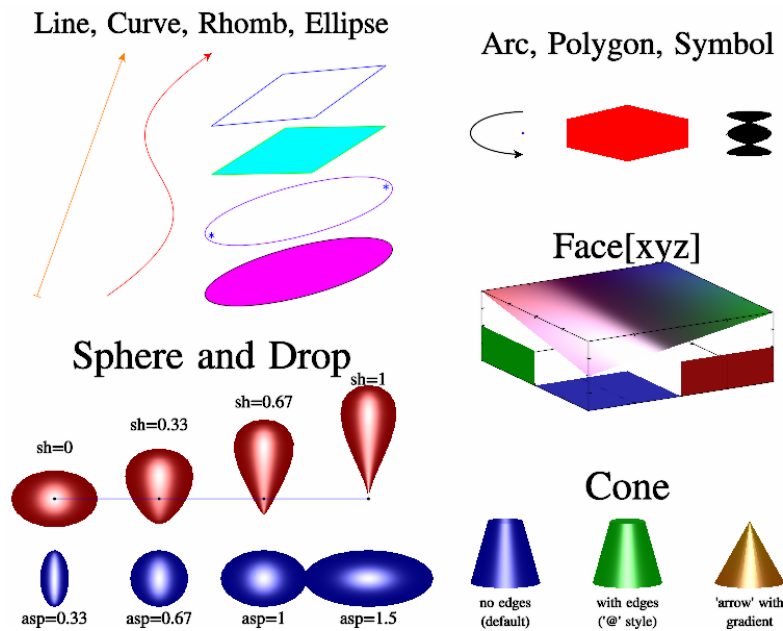 Line, Curve, Rhomb, Ellipse
Arc, Polygon, Symbol
Face[xyz]
Sphere and Drop
sh=0
sh=0.33
sh=0.67
sh=1
asp=0.33
asp=0.67
asp=1
asp=1.5
Cone
no edges
(default)
with edges
('@' style)
'arrow' with
gradient